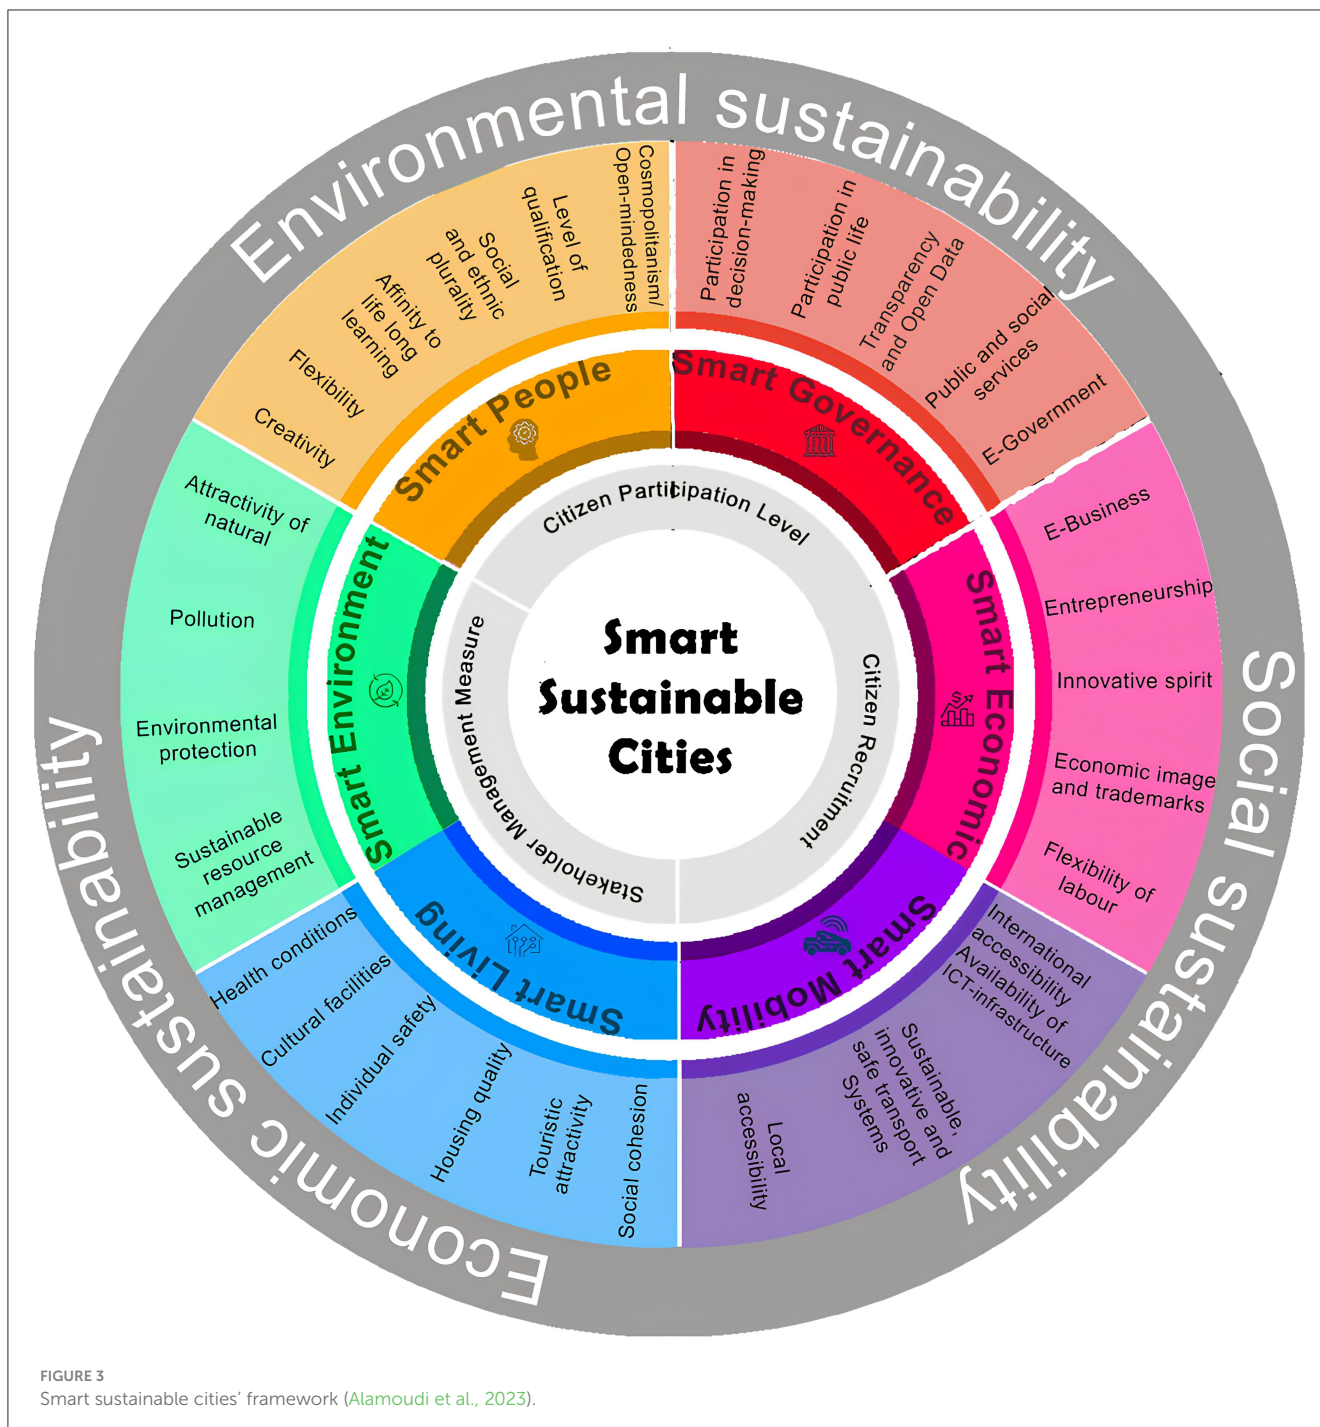 Environmental sustainability
Social sustainability
Economic sustainability
Cosmopolitanism/
Open-mindedness
Level of
qualification
Social
and ethnic
plurality
Affinity to
life long
learning
Flexibility
Creativity
Participation in
decision-making
Participation in
public life
Transparency
and Open Data
Public and social
services
E-Government
E-Business
Entrepreneurship
Innovative spirit
Economic image
and trademarks
Flexibility of
labour
International
accessibility
Availability of
ICT-infrastructure
Sustainable,
innovative and
safe transport
Systems
Local
accessibility
Social cohesion
Touristic
attractivity
Housing quality
Individual safety
Cultural facilities
Health conditions
Sustainable
resource
management
Environmental
protection
Pollution
Attractivity of
natural
Smart People
Smart Governance
Smart Economic
Smart Mobility
Smart Living
Smart Environment
$
Citizen Participation Level
Citizen Recruitment
Stakeholder Management Measure
Smart
Sustainable
Cities
FIGURE 3
Smart sustainable cities' framework (Alamoudi et al., 2023).